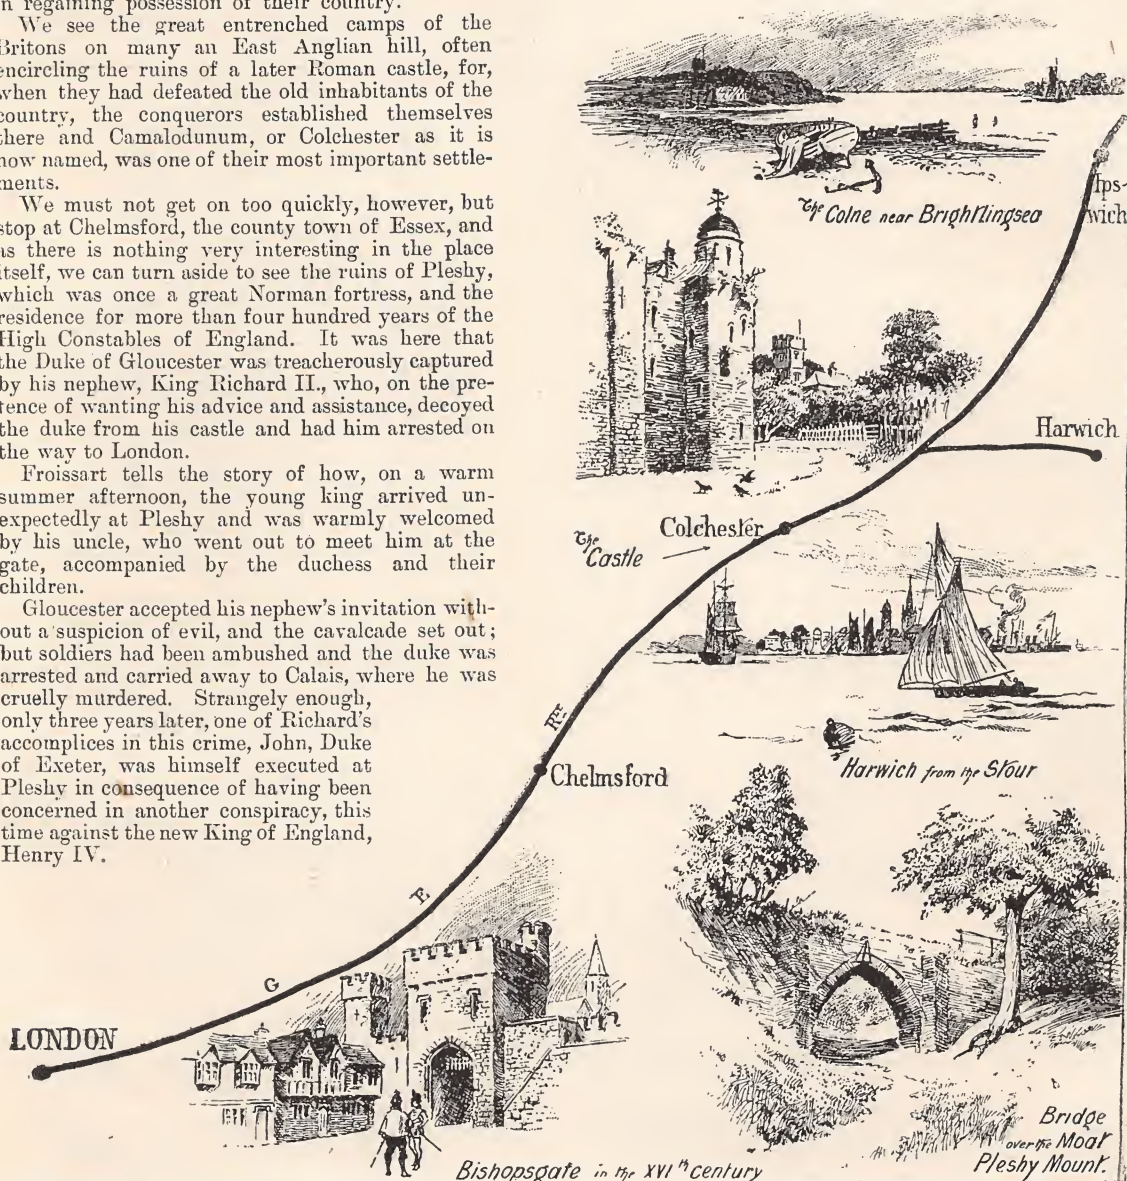 n regaining possession of their country.
We see the great entrenched camps of the
Britons on many an East Anglian hill, often
encircling the ruins of a later Roman castle, for,
when they had defeated the old inhabitants of the
country, the conquerors established themselves
there and Camalodunum, or Colchester as it is
now named, was one of their most important settle-
ments.
We must not get on too quickly, however, but
stop at Chelmsford, the county town of Essex, and
as there is nothing very interesting in the place
itself, we can turn aside to see the ruins of Pleshy,
which was once a great Norman fortress, and the
residence for more than four hundred years of the
High Constables of England. It was here that
the Duke of Gloucester was treacherously captured
by his nephew, King Richard II., who, on the pre-
tence of wanting his advice and assistance, decoyed
the duke from his castle and had him arrested on
the way to London.
Froissart tells the story of how, on a warm
summer afternoon, the young king arrived un-
expectedly at Pleshy and was warmly welcomed
by his uncle, who went out to meet him at the
gate, accompanied by the duchess and their
children.
Gloucester accepted his nephew's invitation with-
out a suspicion of evil, and the cavalcade set out;
but soldiers had been ambushed and the duke was
arrested and carried away to Calais, where he was
cruelly murdered. Strangely enough,
only three years later, one of Richard's
accomplices in this crime, John, Duke
of Exeter, was himself executed at
Pleshy in consequence of having been
concerned in another conspiracy, this
time against the new King of England,
Henry IV.
The Colne near Brightlingsea
Ips-
wich
Harwich
Colchester
The
Castle
Harwich from the Stour
Rlr
Chelmsford
E
G
LONDON
Bishopsgate in the XVIth Century
Bridge
over the Moat
Pleshy Mount.